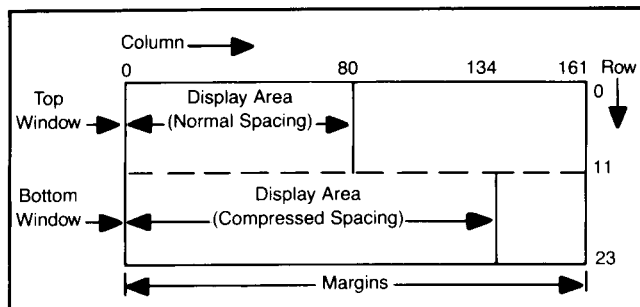 Column
0 80 134 161 Row
0
Top
Window
Display Area
(Normal Spacing)
11
Bottom
Window
Display Area
(Compressed Spacing)
23
Margins